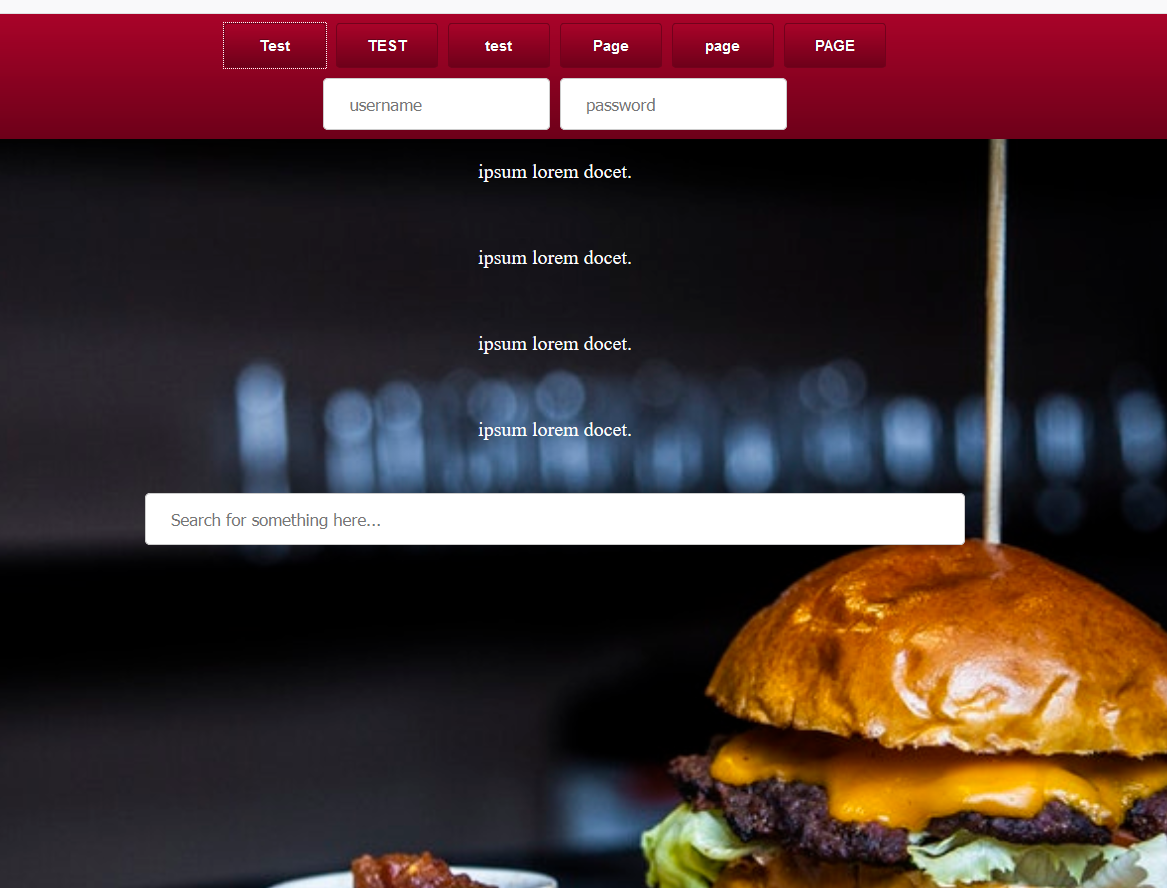 Test TEST test Page page PAGE
username password
ipsum lorem docet.
ipsum lorem docet.
ipsum lorem docet.
ipsum lorem docet.
Search for something here...